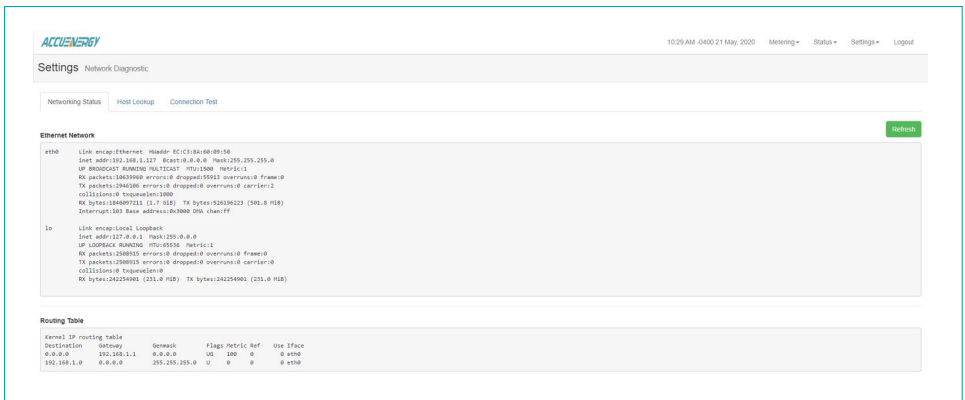 ACCUENERGY 10:29 AM -0400 21 May, 2020 Metering Status Settings Logout
Settings Network Diagnostic
Networking Status Host Lookup Connection Test
Refresh
Ethernet Network
eth0 Link encap:Ethernet HWaddr EC:C3:8A:60:09:50
inet addr:192.168.1.127 Bcast:0.0.0.0 Mask:255.255.255.0
UP BROADCAST RUNNING MULTICAST MTU:1500 Metric:1
RX packets:10639960 errors:0 dropped:55913 overruns:0 frame:0
TX packets:2946106 errors:0 dropped:0 overruns:0 carrier:2
collisions:0 txqueuelen:1000
RX bytes:1846097211 (1.7 GiB) TX bytes:526196223 (501.8 MiB)
Interrupt:103 Base address:0x3000 DMA chan:ff
lo Link encap:Local Loopback
inet addr:127.0.0.1 Mask:255.0.0.0
UP LOOPBACK RUNNING MTU:65536 Metric:1
RX packets:2508915 errors:0 dropped:0 overruns:0 frame:0
TX packets:2508915 errors:0 dropped:0 overruns:0 carrier:0
collisions:0 txqueuelen:0
RX bytes:242254901 (231.0 MiB) TX bytes:242254901 (231.0 MiB)
Routing Table
Kernel IP routing table
Destination Gateway Genmask Flags Metric Ref Use Iface
0.0.0.0 192.168.1.1 0.0.0.0 UG 100 0 0 eth0
192.168.1.0 0.0.0.0 255.255.255.0 U 0 0 0 eth0